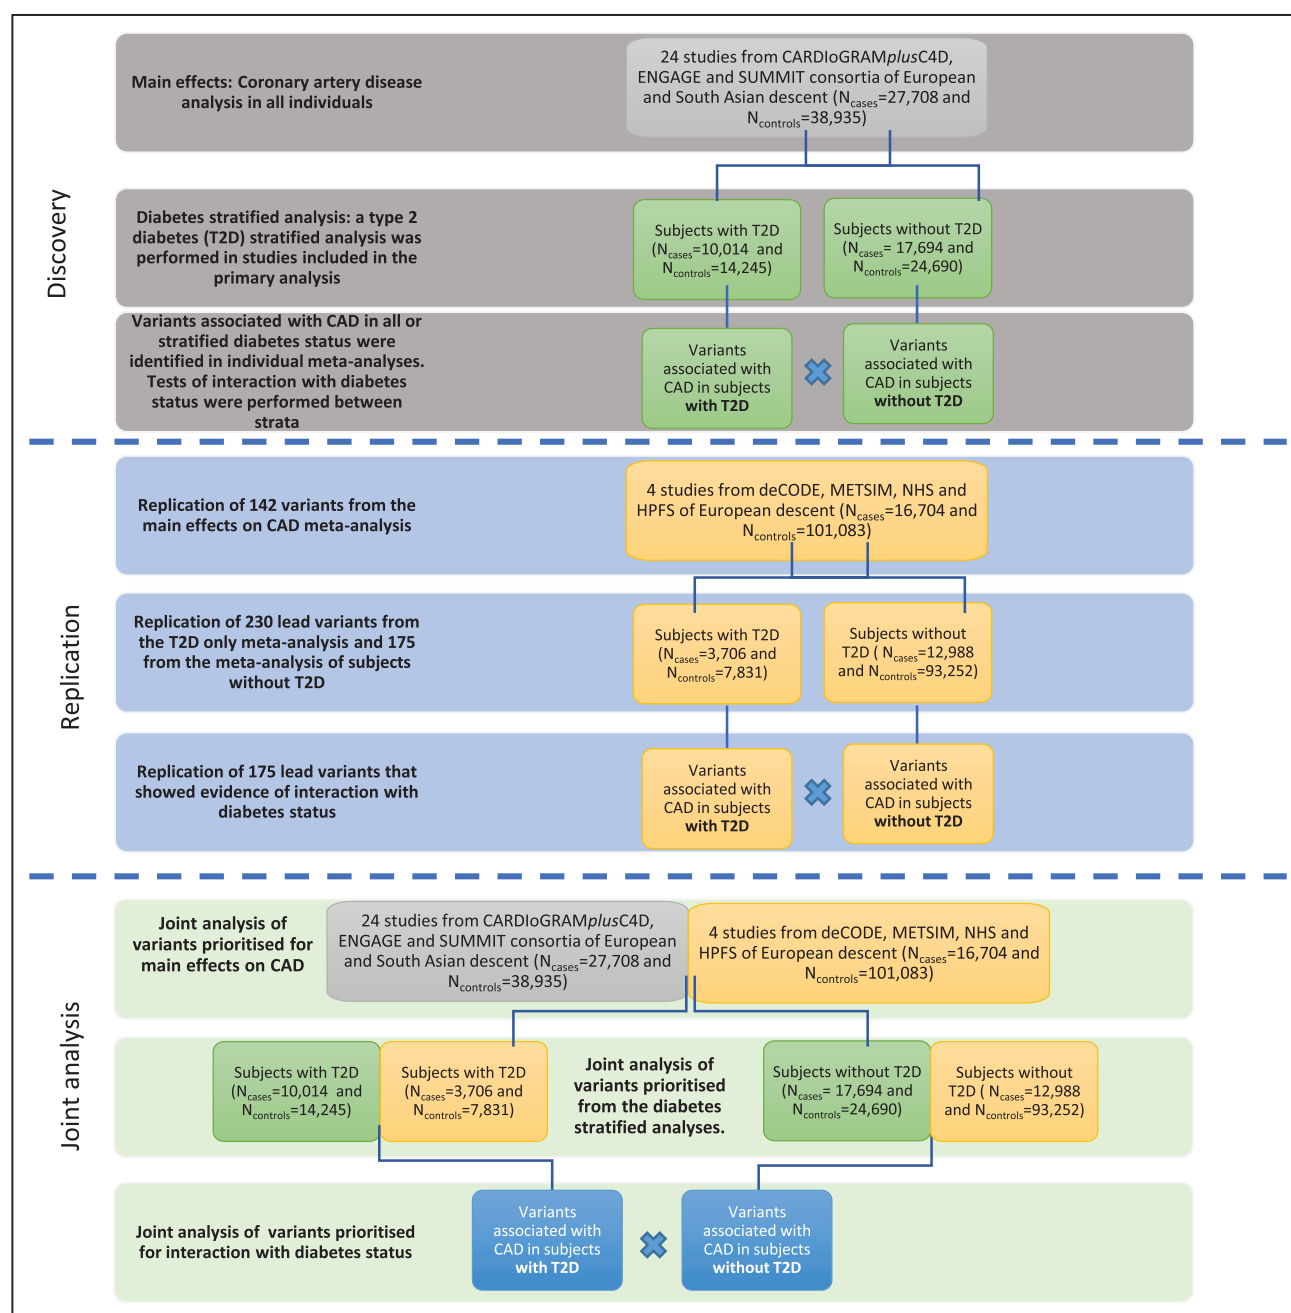 Discovery
Main effects: Coronary artery disease
analysis in all individuals
24 studies from CARDIoGRAMplusC4D,
ENGAGE and SUMMIT consortia of European
and South Asian descent (Ncases=27,708 and
Ncontrols=38,935)
Diabetes stratified analysis: a type 2
diabetes (T2D) stratified analysis was
performed in studies included in the
primary analysis
Subjects with T2D
(Ncases=10,014 and
Ncontrols=14,245)
Subjects without T2D
(Ncases= 17,694 and
Ncontrols=24,690)
Variants associated with CAD in all or
stratified diabetes status were
identified in individual meta-analyses.
Tests of interaction with diabetes
status were performed between
strata
Variants
associated with
CAD in subjects
with T2D
Variants
associated with
CAD in subjects
without T2D
Replication
Replication of 142 variants from the
main effects on CAD meta-analysis
4 studies from deCODE, METSIM, NHS and
HPFS of European descent (Ncases=16,704 and
Ncontrols=101,083)
Replication of 230 lead variants from
the T2D only meta-analysis and 175
from the meta-analysis of subjects
without T2D
Subjects with T2D
(Ncases=3,706 and
Ncontrols=7,831)
Subjects without
T2D ( Ncases=12,988
and Ncontrols=93,252)
Replication of 175 lead variants that
showed evidence of interaction with
diabetes status
Variants
associated with
CAD in subjects
with T2D
Variants
associated with
CAD in subjects
without T2D
Joint analysis
Joint analysis of
variants prioritised for
main effects on CAD
24 studies from CARDIoGRAMplusC4D,
ENGAGE and SUMMIT consortia of European
and South Asian descent (Ncases=27,708 and
Ncontrols=38,935)
4 studies from deCODE, METSIM, NHS and
HPFS of European descent (Ncases=16,704 and
Ncontrols=101,083)
Subjects with T2D
(Ncases=10,014 and
Ncontrols=14,245)
Subjects with T2D
(Ncases=3,706 and
Ncontrols=7,831)
Joint analysis of
variants prioritised
from the diabetes
stratified analyses.
Subjects without T2D
(Ncases= 17,694 and
Ncontrols=24,690)
Subjects without
T2D ( Ncases=12,988
and Ncontrols=93,252)
Joint analysis of variants prioritised
for interaction with diabetes status
Variants
associated with
CAD in subjects
with T2D
Variants
associated with
CAD in subjects
without T2D